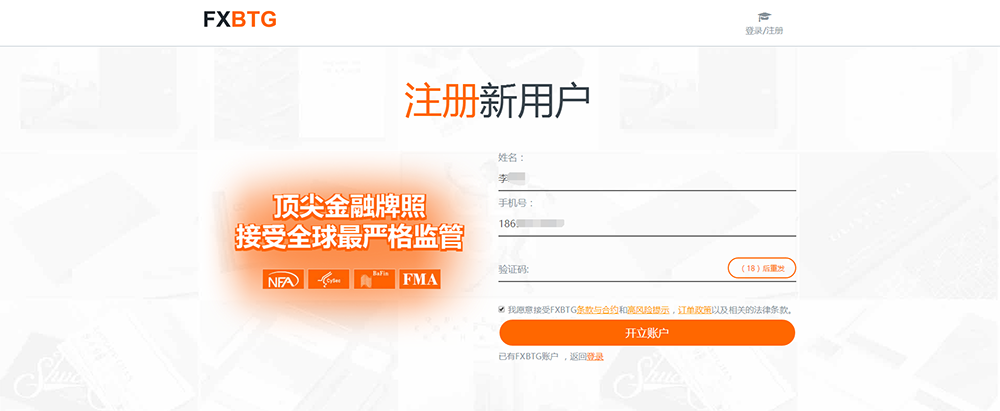 FXBTG
登录/注册
注册新用户
姓名：
李
手机号：
186
顶尖金融牌照
接受全球最严格监管
NFA
CySEC
BaFin
FMA
验证码:
（18）后重发
我愿意接受FXBTG条款与合约和高风险提示，订单政策以及相关的法律条款。
开立账户
已有FXBTG账户 ，返回登录